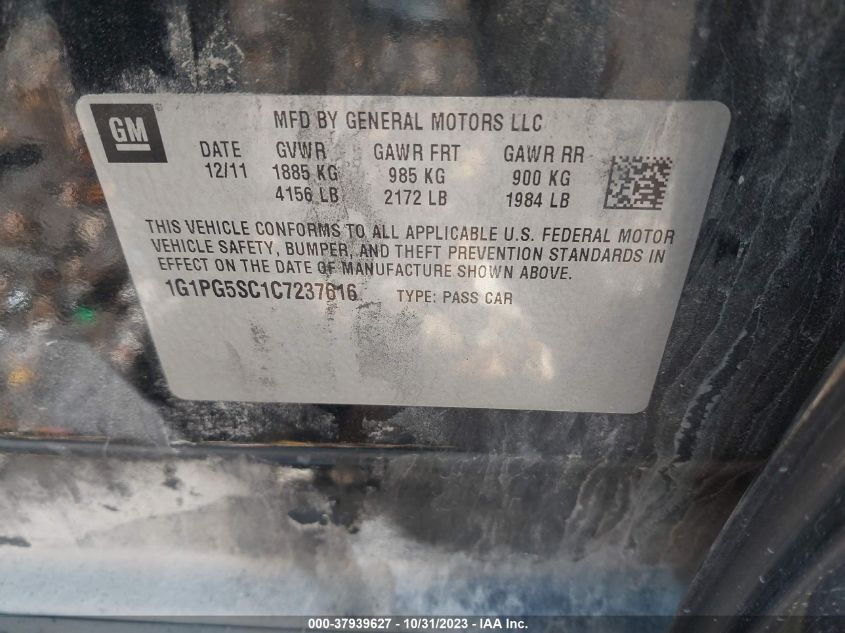 GM
MFD BY GENERAL MOTORS LLC
DATE GVWR GAWR FRT GAWR RR
12/11 1885 KG 985 KG 900 KG
4156 LB 2172 LB 1984 LB
THIS VEHICLE CONFORMS TO ALL APPLICABLE U.S. FEDERAL MOTOR
VEHICLE SAFETY, BUMPER, AND THEFT PREVENTION STANDARDS IN
EFFECT ON THE DATE OF MANUFACTURE SHOWN ABOVE.
1G1PG5SC1C7237616 TYPE: PASS CAR
000-37939627 - 10/31/2023 - IAA Inc.